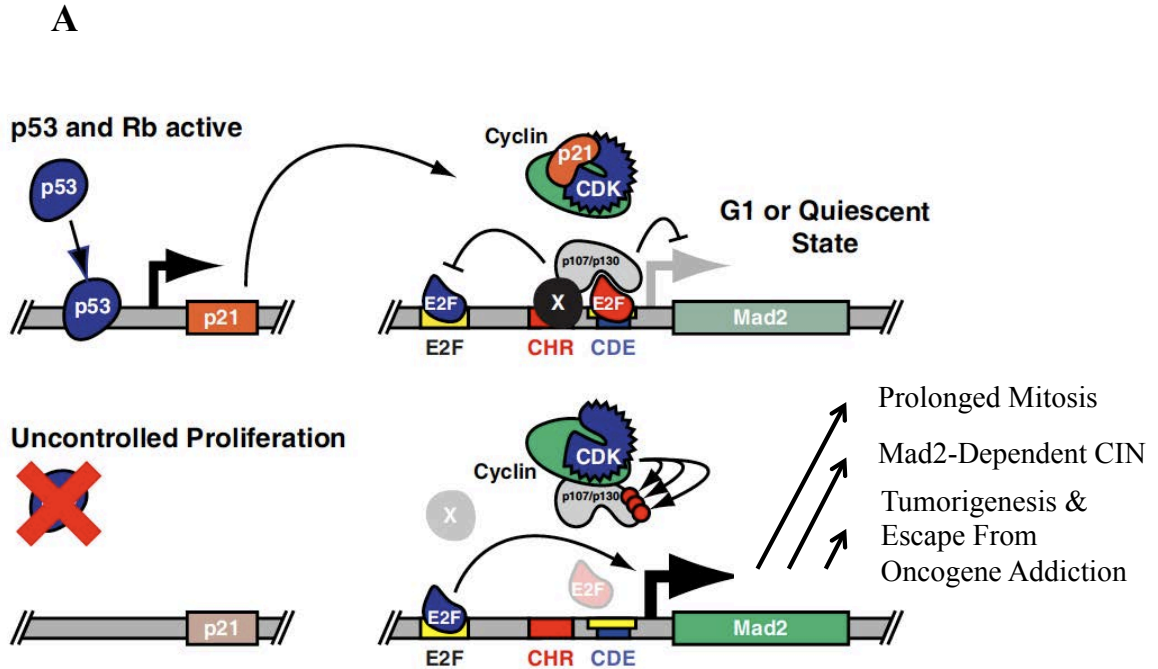 A
p53 and Rb active
p53
p53
p21
Cyclin
p21
CDK
G1 or Quiescent
State
p107/p130
E2F
X
E2F
Mad2
E2F
CHR
CDE
Uncontrolled Proliferation
Cyclin
CDK
p107/p130
X
E2F
E2F
p21
Mad2
E2F
CHR
CDE
Prolonged Mitosis
Mad2-Dependent CIN
Tumorigenesis &
Escape From
Oncogene Addiction